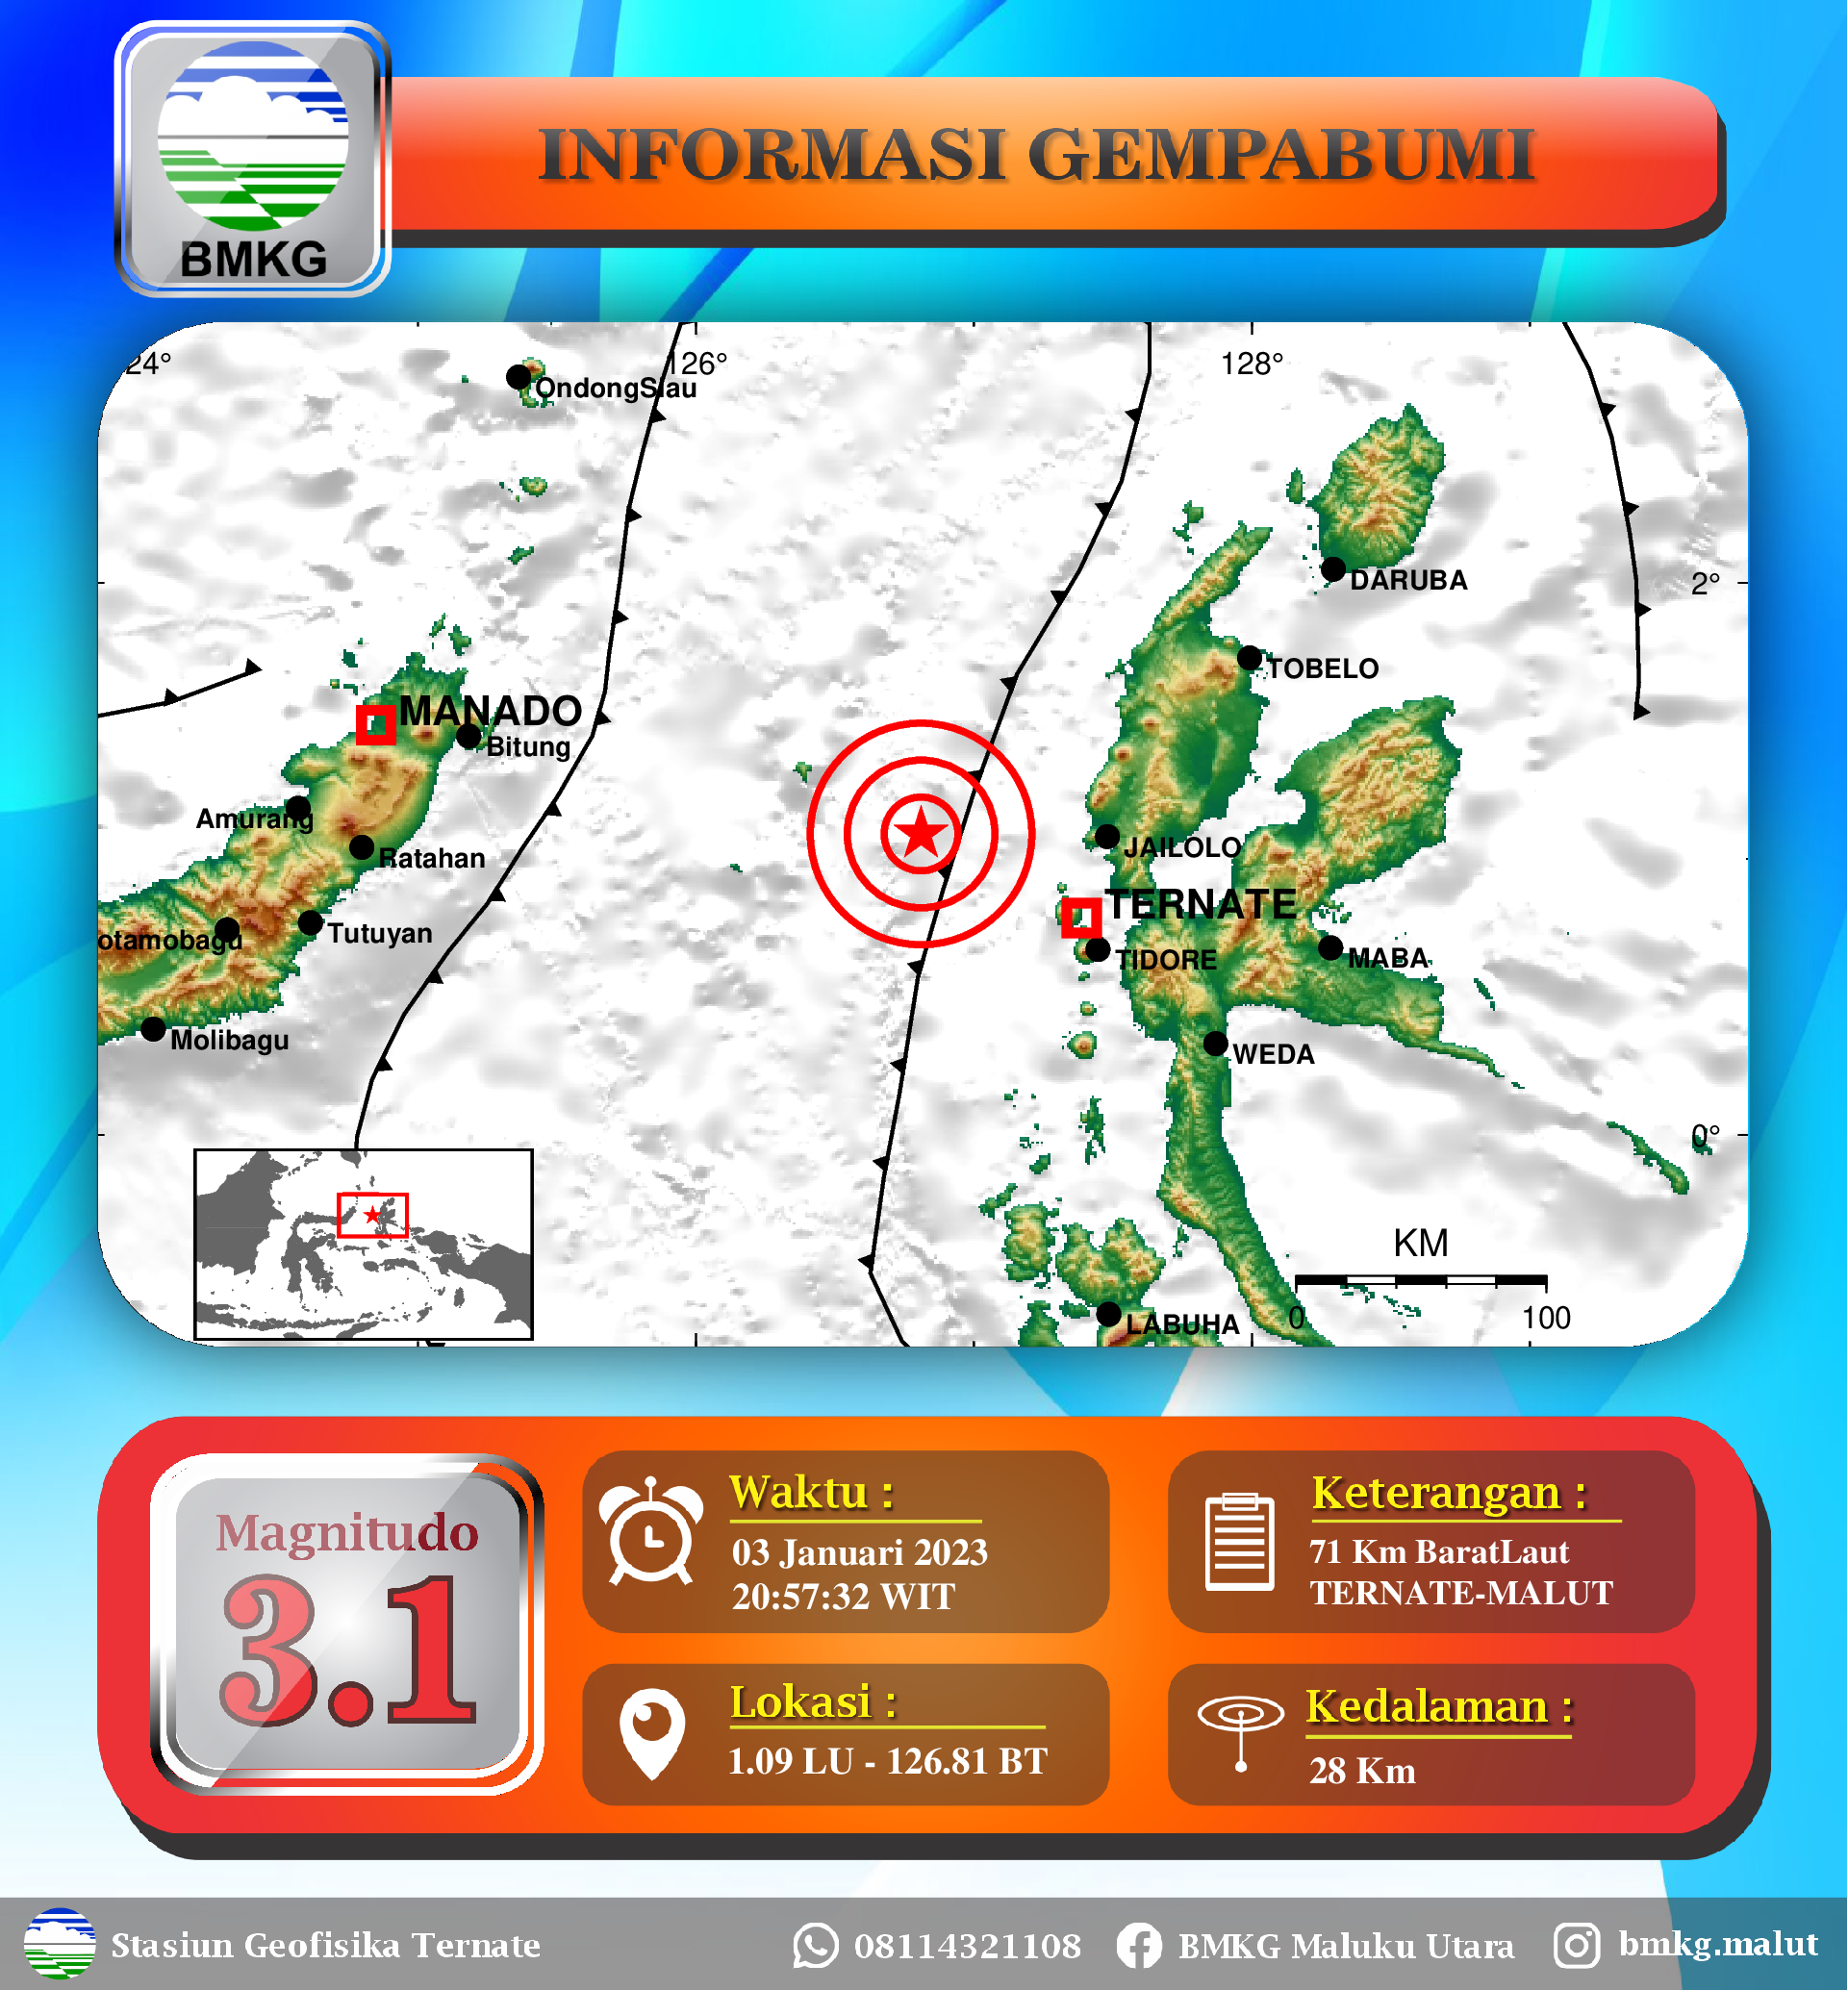 BMKG
INFORMASI GEMPABUMI
24°
126°
128°
OndongSiau
DARUBA
2°
TOBELO
MANADO
Bitung
Amurang
Ratahan
JAILOLO
TERNATE
otamobagu
Tutuyan
TIDORE
MABA
Molibagu
WEDA
0°
KM
0 100
LABUHA
Magnitudo
3.1
Waktu :
03 Januari 2023
20:57:32 WIT
Keterangan :
71 Km BaratLaut
TERNATE-MALUT
Lokasi :
1.09 LU - 126.81 BT
Kedalaman :
28 Km
Stasiun Geofisika Ternate 08114321108 BMKG Maluku Utara bmkg.malut